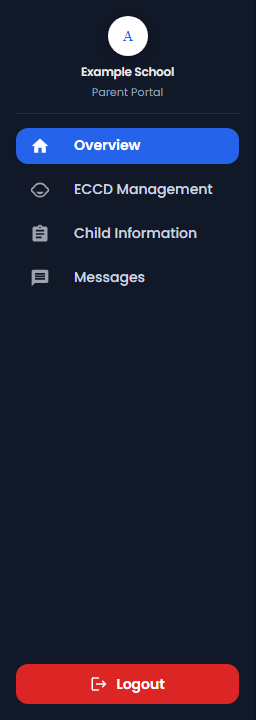 A
Example School
Parent Portal
Overview
ECCD Management
Child Information
Messages
Logout